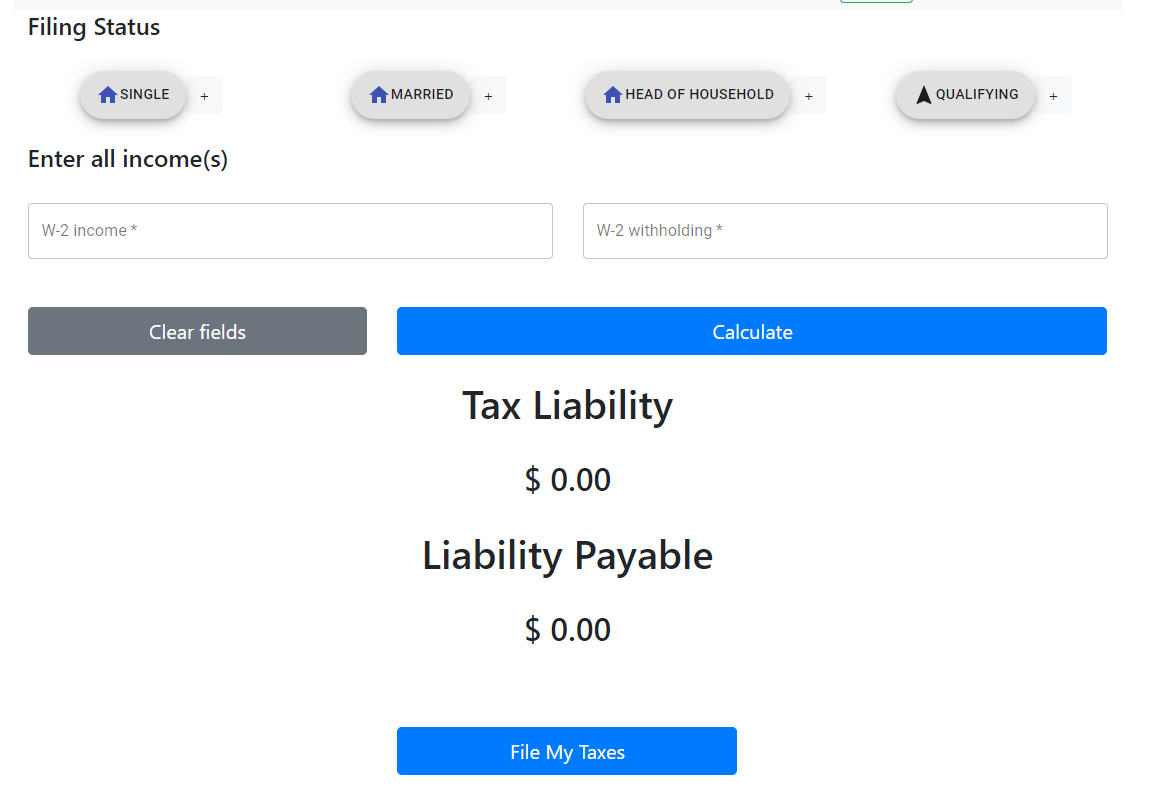 Filing Status
SINGLE + MARRIED + HEAD OF HOUSEHOLD + QUALIFYING +
Enter all income(s)
W-2 income * W-2 withholding *
Clear fields Calculate
Tax Liability
$ 0.00
Liability Payable
$ 0.00
File My Taxes